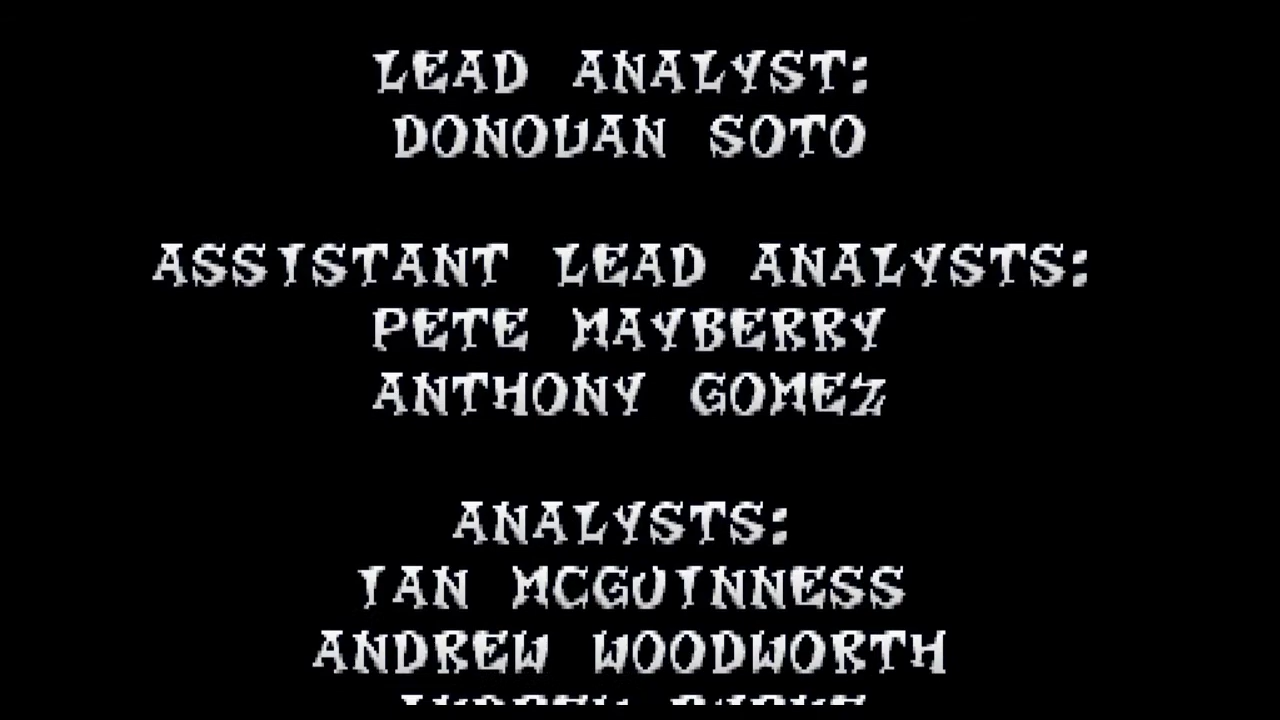 LEAD ANALYST:
DONOVAN SOTO
ASSISTANT LEAD ANALYSTS:
PETE MAYBERRY
ANTHONY GOMEZ
ANALYSTS:
IAN MCGUINNESS
ANDREW WOODWORTH